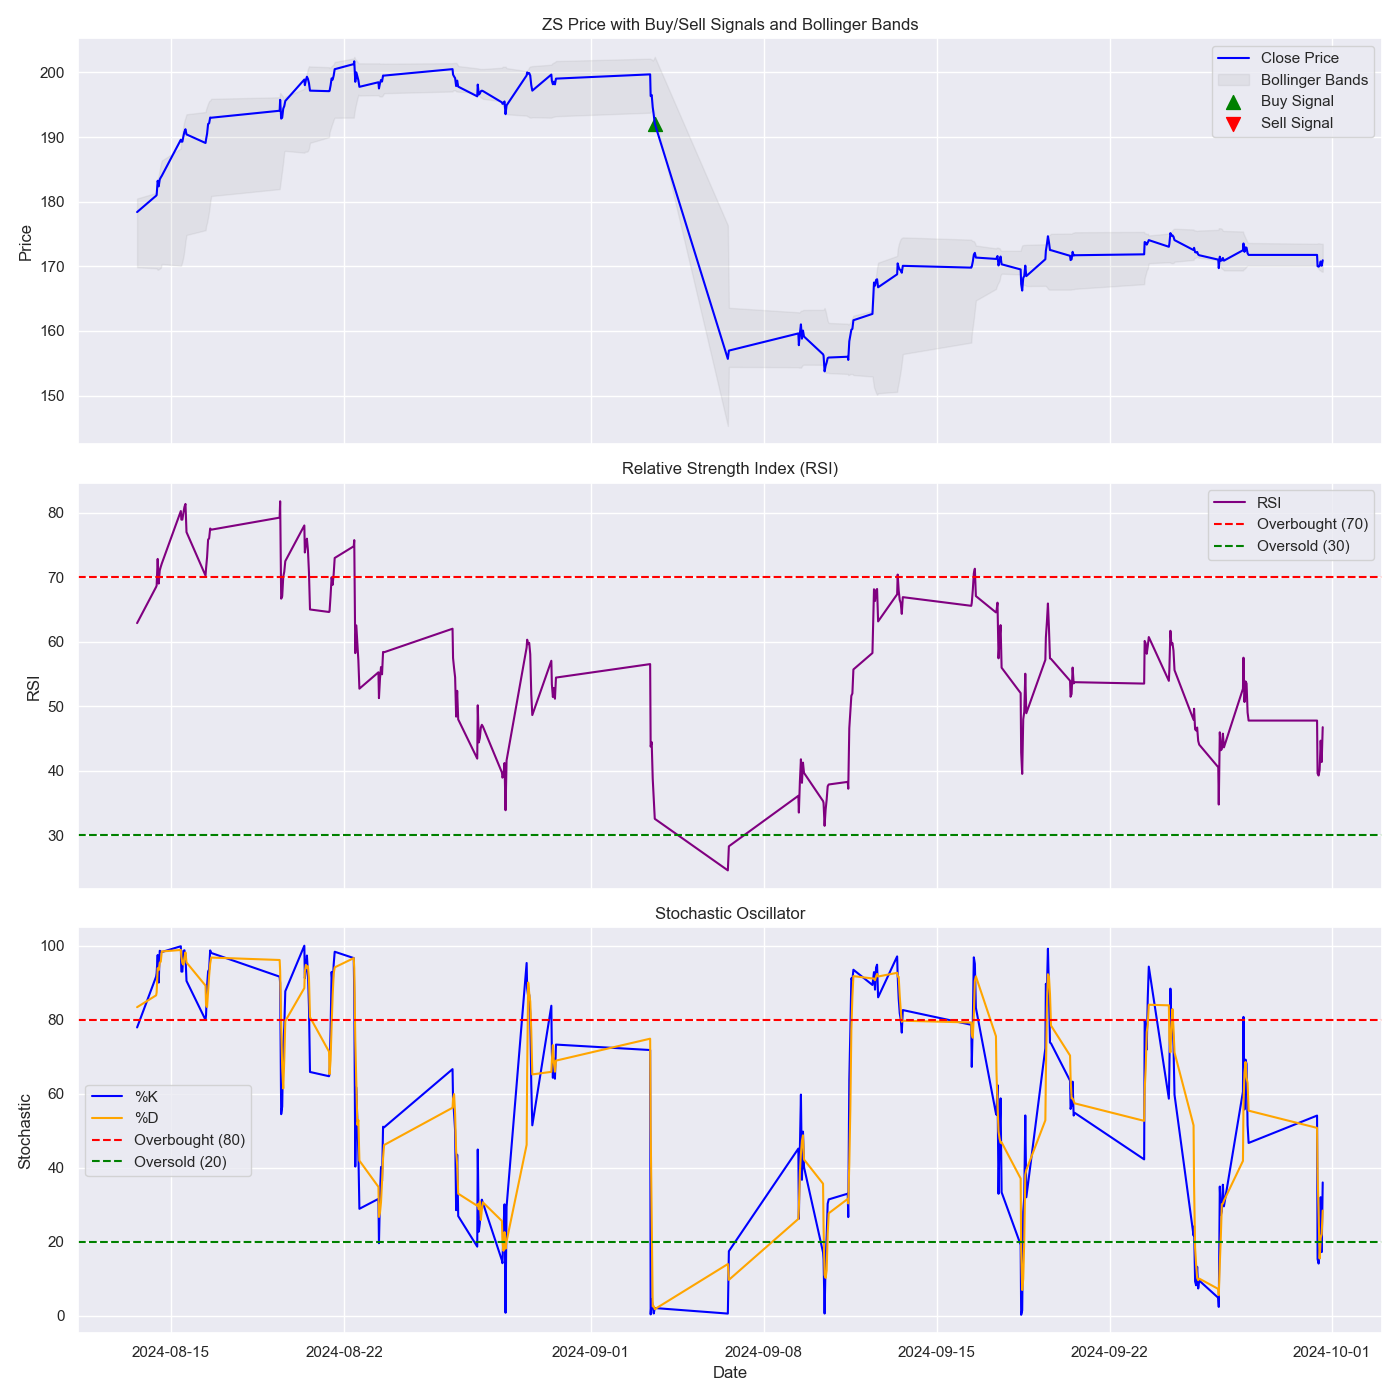 ZS Price with Buy/Sell Signals and Bollinger Bands
Close Price
Bollinger Bands
Buy Signal
Sell Signal
Price
200
190
180
170
160
150
Relative Strength Index (RSI)
RSI
Overbought (70)
Oversold (30)
RSI
80
70
60
50
40
30
Stochastic Oscillator
%K
%D
Overbought (80)
Oversold (20)
Stochastic
100
80
60
40
20
0
2024-08-15
2024-08-22
2024-09-01
2024-09-08
2024-09-15
2024-09-22
2024-10-01
Date